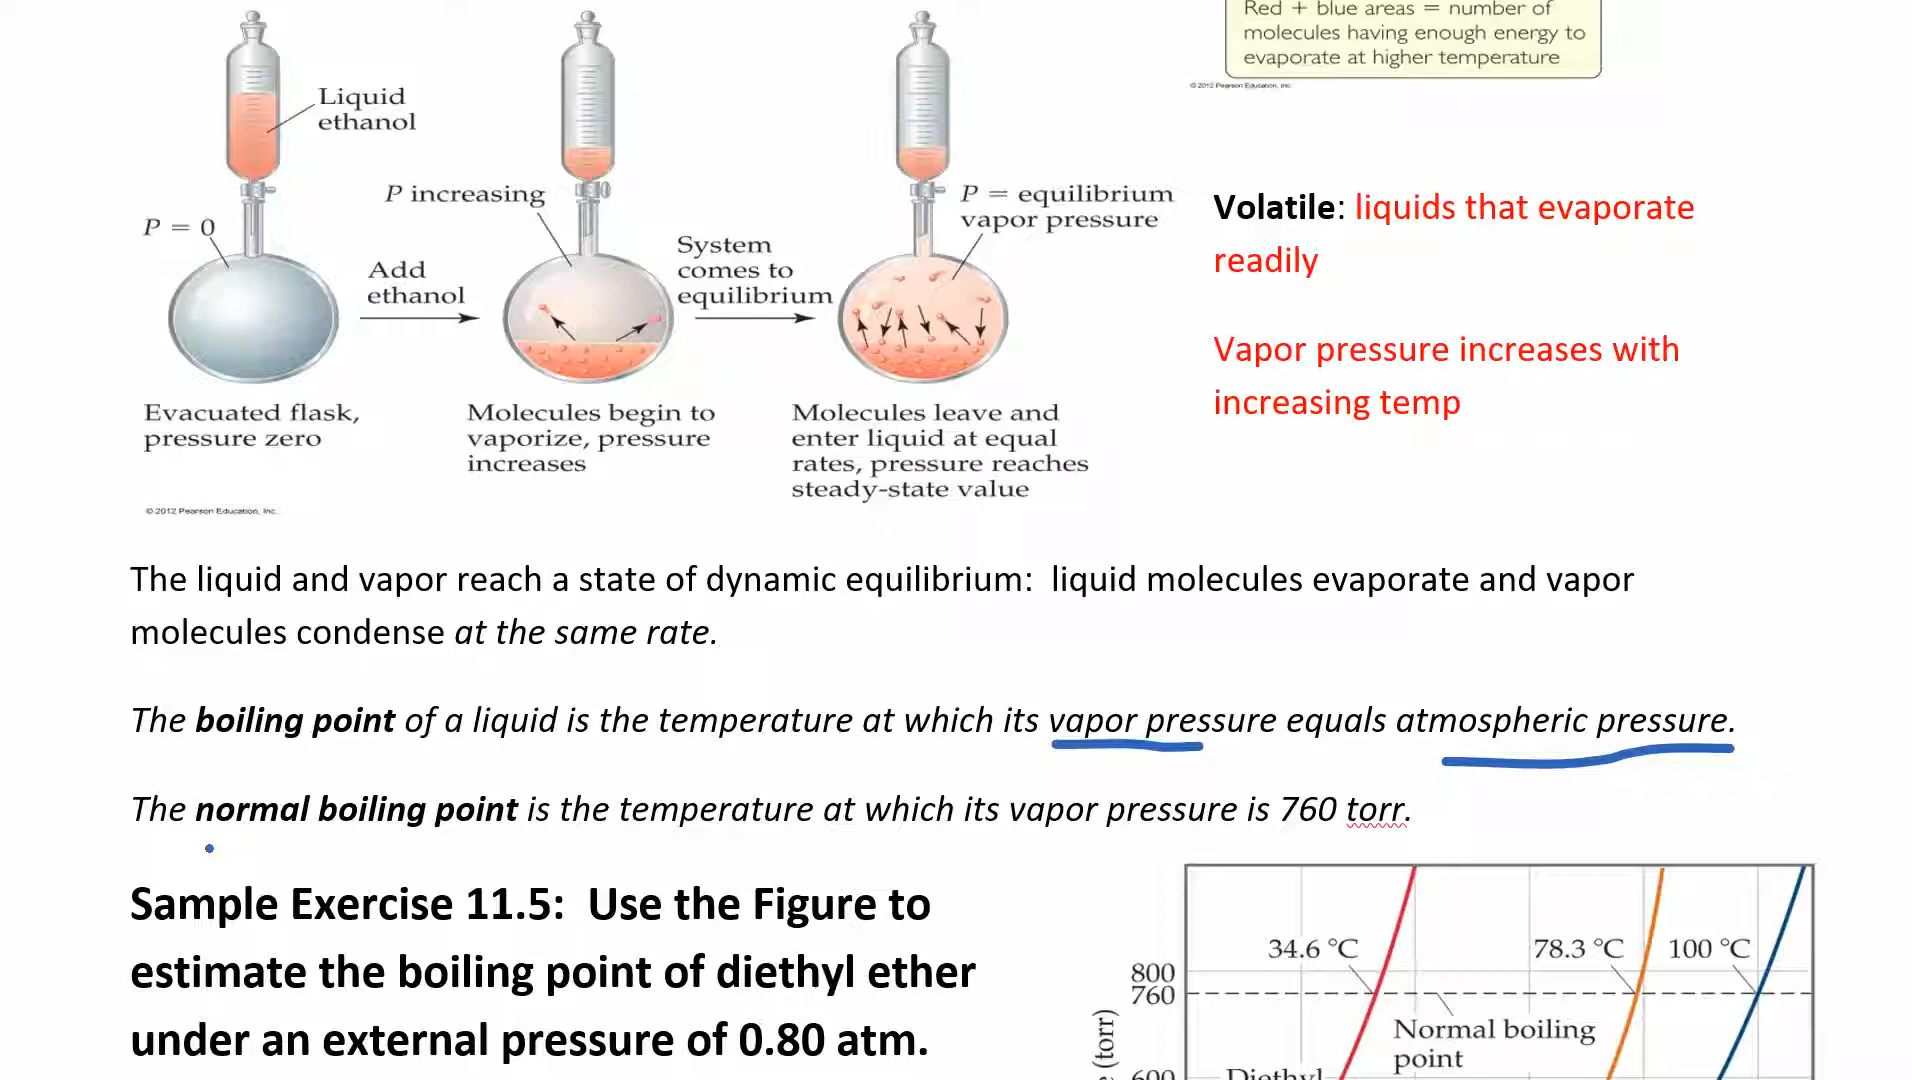 Red + blue areas = number of
molecules having enough energy to
evaporate at higher temperature
© 2012 Pearson Education, Inc.
Liquid
ethanol
P increasing
P = equilibrium
vapor pressure
P = 0
System
comes to
equilibrium
Add
ethanol
Volatile: liquids that evaporate
readily
Vapor pressure increases with
increasing temp
Evacuated flask,
pressure zero
Molecules begin to
vaporize, pressure
increases
Molecules leave and
enter liquid at equal
rates, pressure reaches
steady-state value
© 2012 Pearson Education, Inc.
The liquid and vapor reach a state of dynamic equilibrium:  liquid molecules evaporate and vapor
molecules condense at the same rate.
The boiling point of a liquid is the temperature at which its vapor pressure equals atmospheric pressure.
The normal boiling point is the temperature at which its vapor pressure is 760 torr.
Sample Exercise 11.5:  Use the Figure to
estimate the boiling point of diethyl ether
under an external pressure of 0.80 atm.
34.6 °C
78.3 °C
100 °C
800
760
Normal boiling
point
(torr)
600
Diethyl